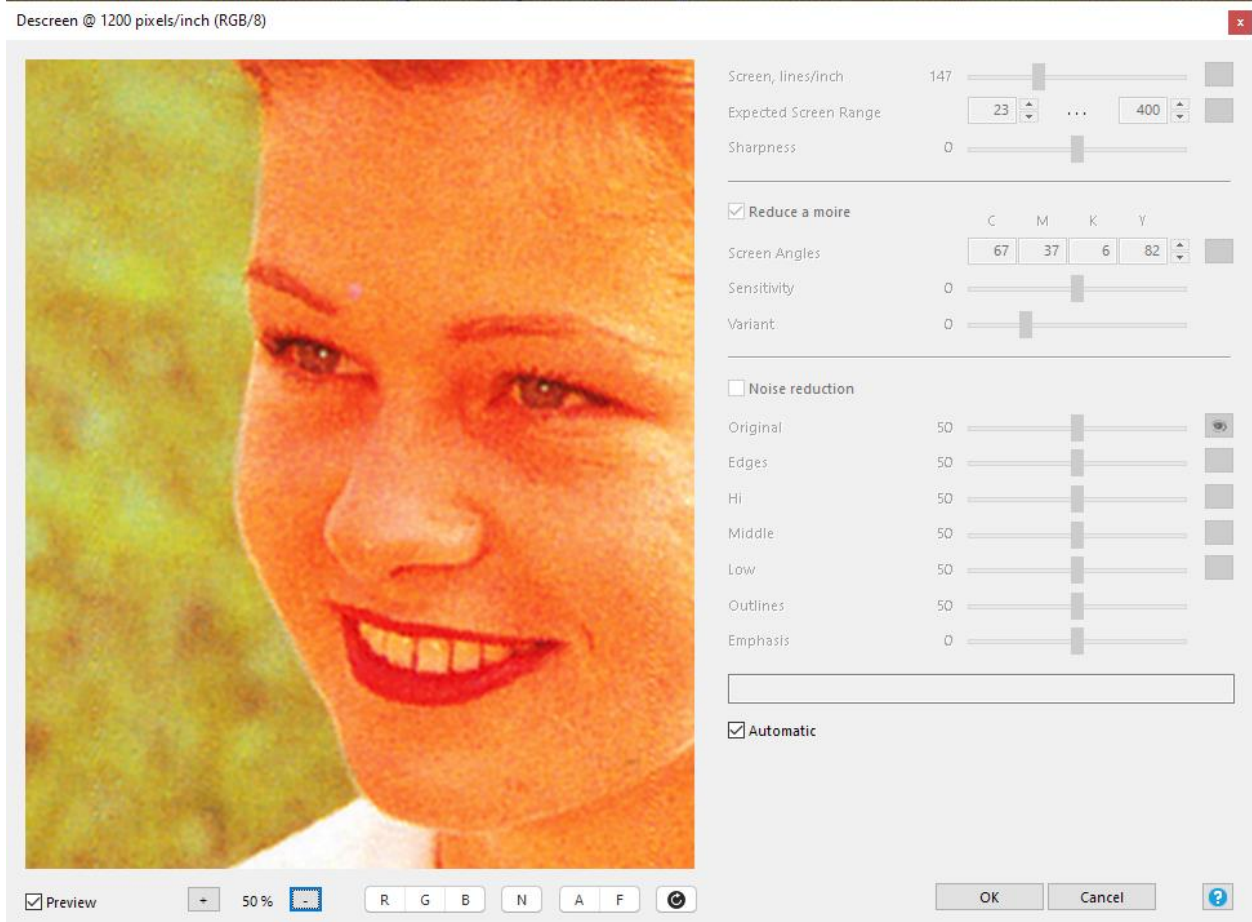 Descreen @ 1200 pixels/inch (RGB/8)
x
Screen, lines/inch 147
Expected Screen Range 23 ... 400
Sharpness 0
Reduce a moire
C M K Y
Screen Angles 67 37 6 82
Sensitivity 0
Variant 0
Noise reduction
Original 50
Edges 50
Hi 50
Middle 50
Low 50
Outlines 50
Emphasis 0
Automatic
Preview + 50 % - R G B N A F OK Cancel ?